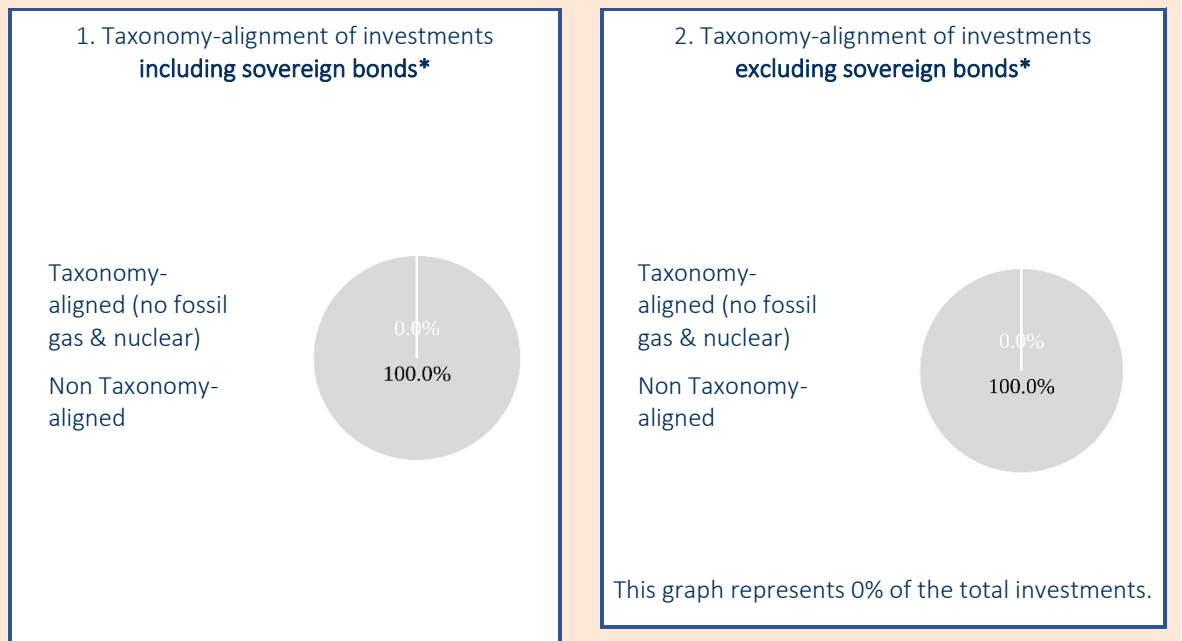 1. Taxonomy-alignment of investments
including sovereign bonds*
Taxonomy-
aligned (no fossil
gas & nuclear)
Non Taxonomy-
aligned
0.0%
100.0%
2. Taxonomy-alignment of investments
excluding sovereign bonds*
Taxonomy-
aligned (no fossil
gas & nuclear)
Non Taxonomy-
aligned
0.0%
100.0%
This graph represents 0% of the total investments.